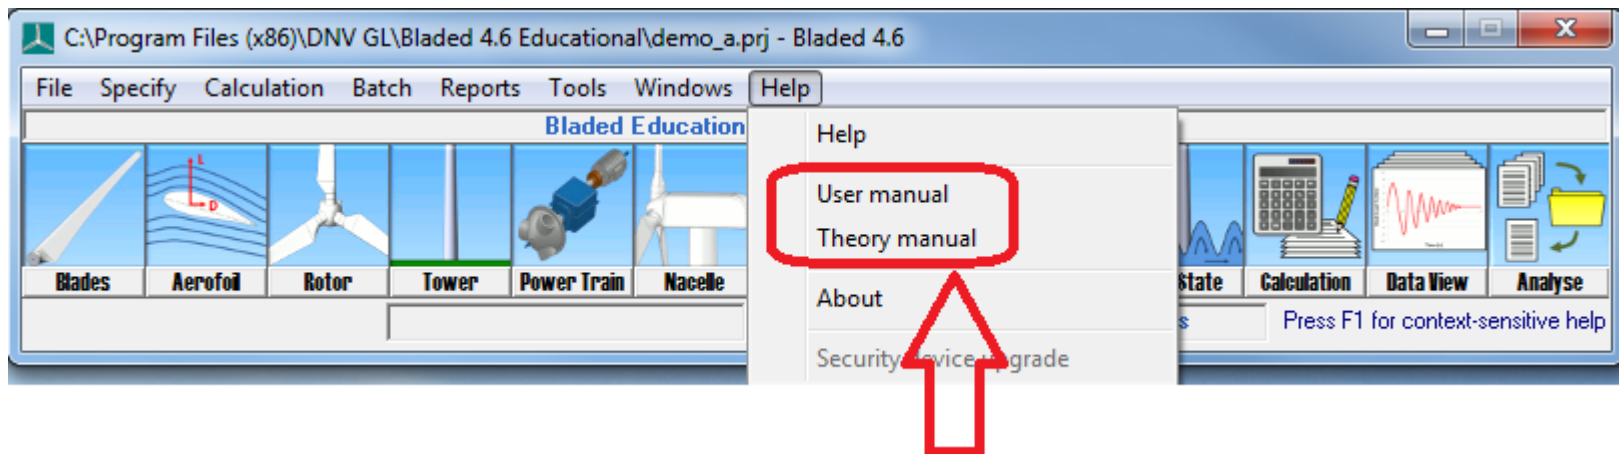 C:\Program Files (x86)\DNV GL\Bladed 4.6 Educational\demo_a.prj - Bladed 4.6
File Specify Calculation Batch Reports Tools Windows Help
Bladed Education
Help
User manual
Theory manual
About
Security upgrade
L
D
Blades Aerofoil Rotor Tower Power Train Nacelle State Calculation Data View Analyse
Press F1 for context-sensitive help